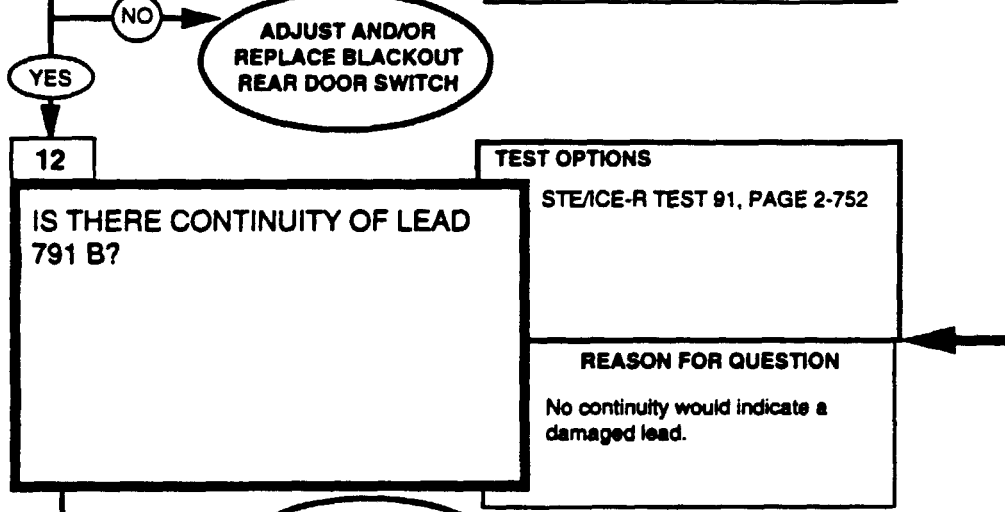 NO
ADJUST AND/OR
REPLACE BLACKOUT
REAR DOOR SWITCH
YES
12
IS THERE CONTINUITY OF LEAD
791 B?
TEST OPTIONS
STE/ICE-R TEST 91, PAGE 2-752
REASON FOR QUESTION
No continuity would indicate a
damaged lead.